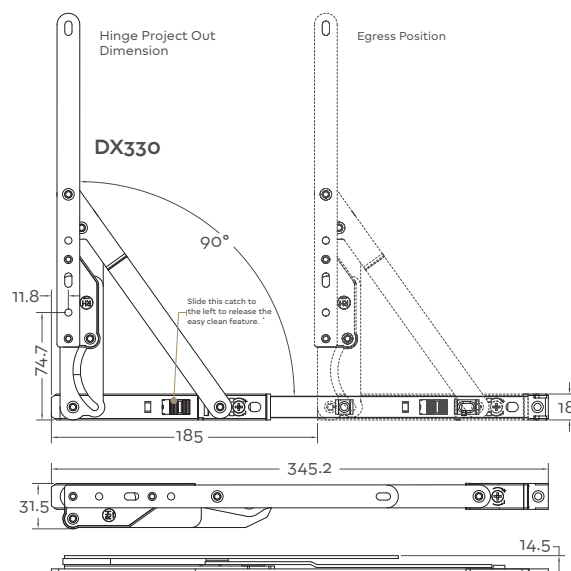 Hinge Project Out
Dimension
Egress Position
DX330
90°
Slide this catch to
the left to release the
easy clean feature.
11.8
74.7
18
185
345.2
31.5
14.5